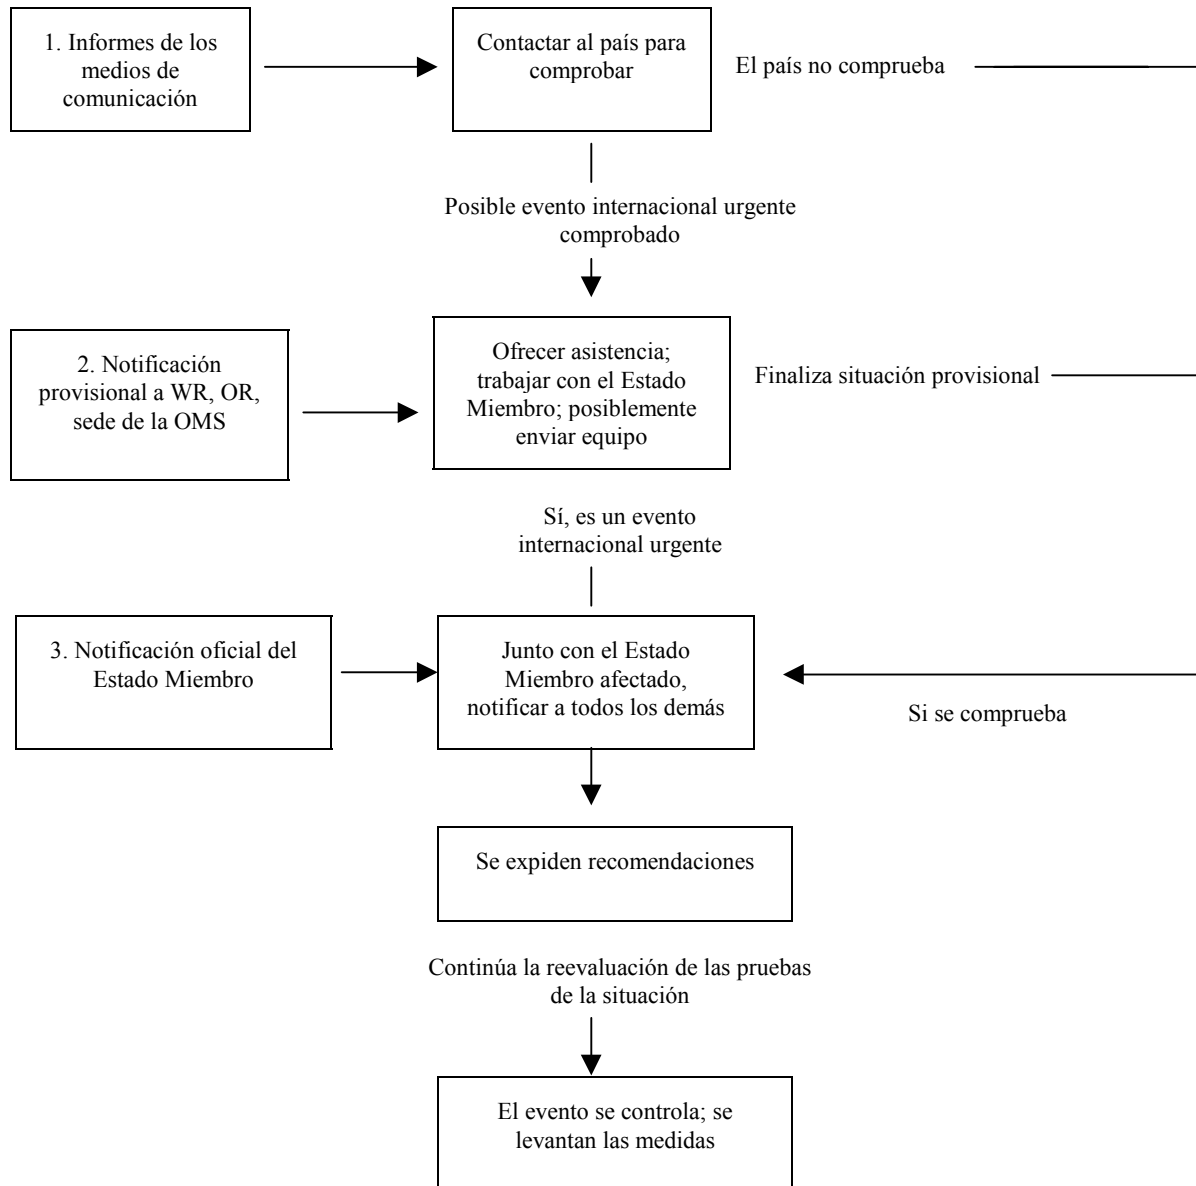 1. Informes de los
medios de
comunicación
Contactar al país para
comprobar
El país no comprueba
Posible evento internacional urgente
comprobado
2. Notificación
provisional a WR, OR,
sede de la OMS
Ofrecer asistencia;
trabajar con el Estado
Miembro; posiblemente
enviar equipo
Finaliza situación provisional
Sí, es un evento
internacional urgente
3. Notificación oficial del
Estado Miembro
Junto con el Estado
Miembro afectado,
notificar a todos los demás
Si se comprueba
Se expiden recomendaciones
Continúa la reevaluación de las pruebas
de la situación
El evento se controla; se
levantan las medidas